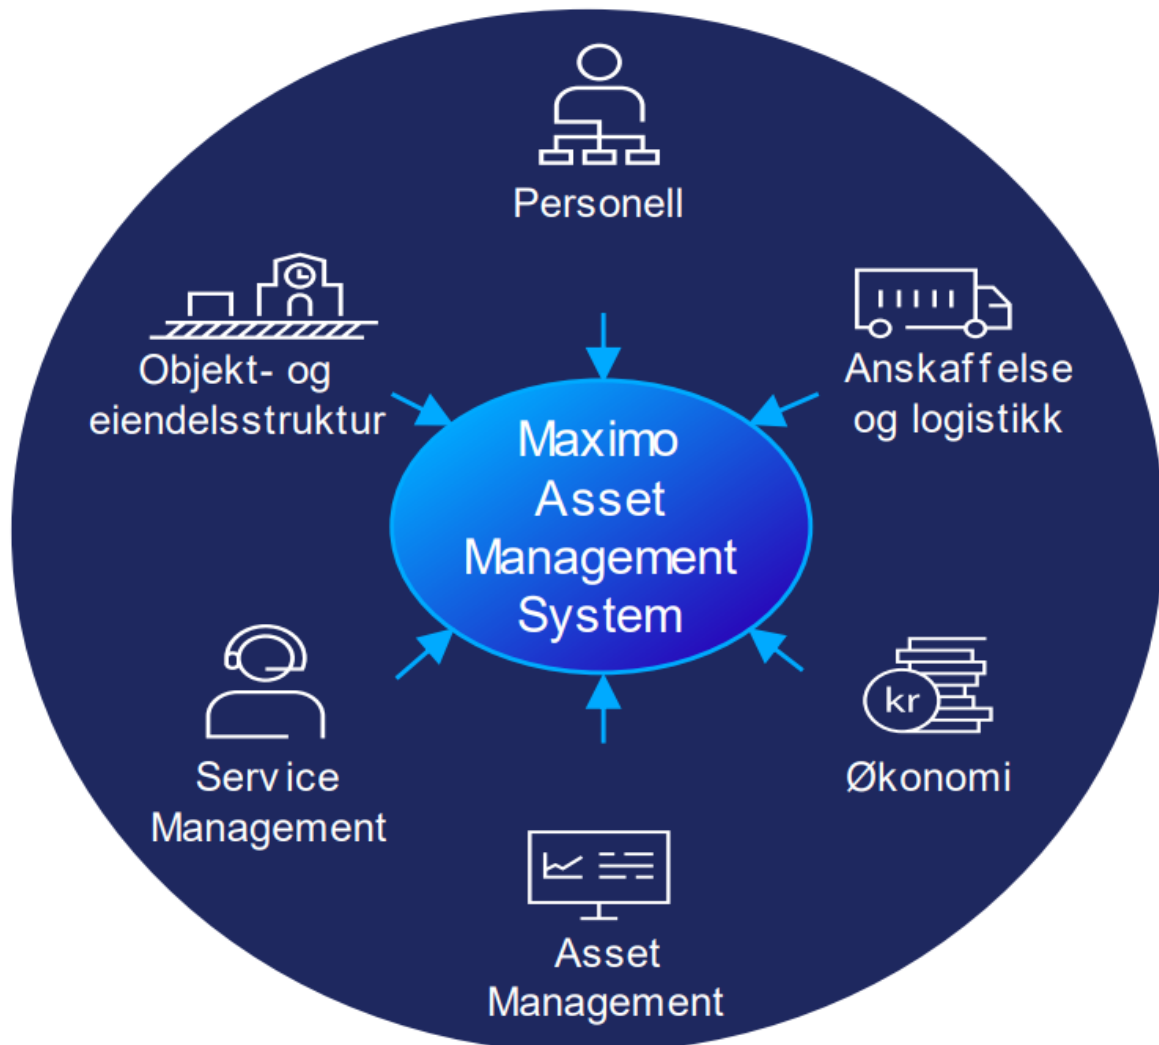 Personell
Objekt- og
eiendelsstruktur
Anskaffelse
og logistikk
Maximo
Asset
Management
System
Service
Management
kr
Økonomi
Asset
Management